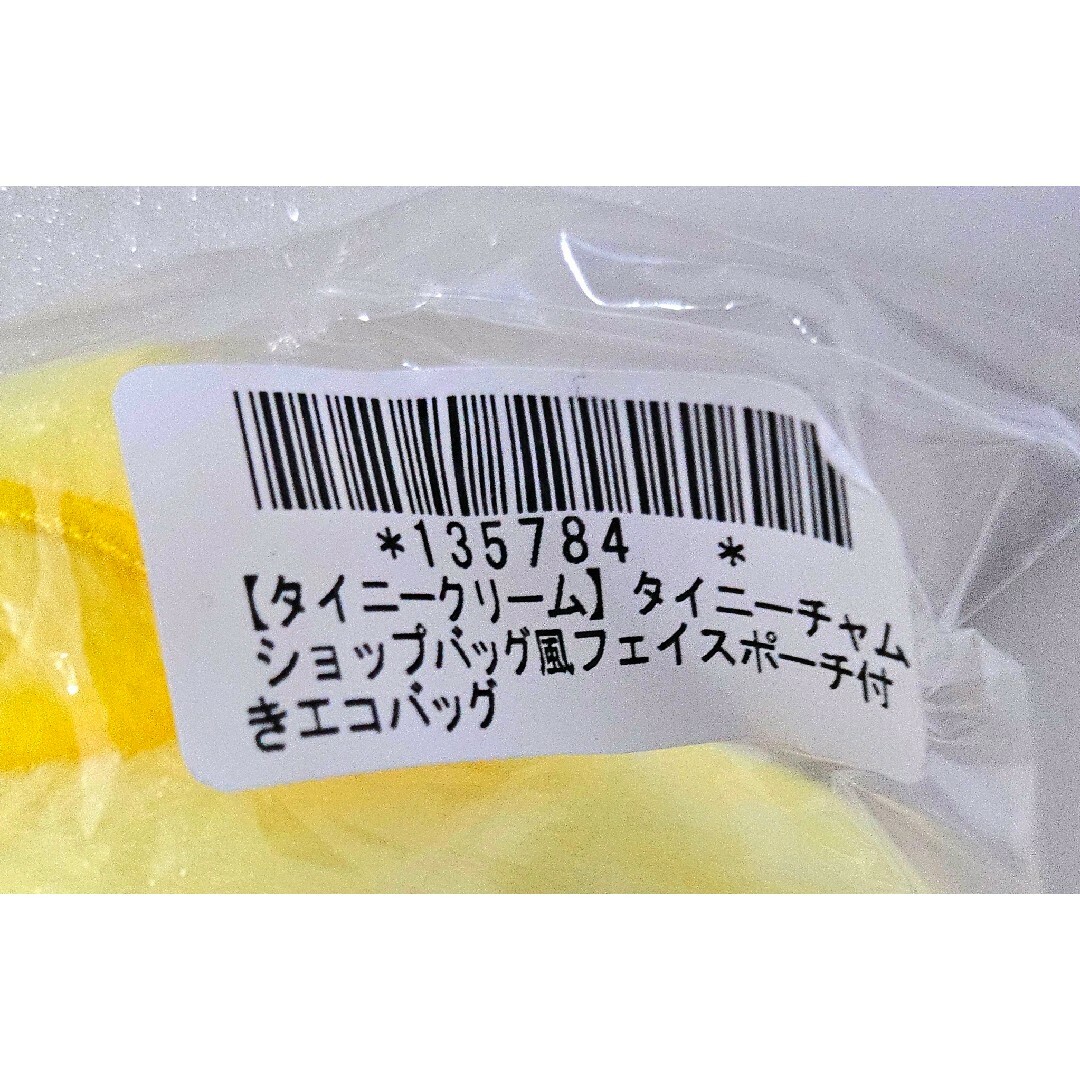 *135784 *
【タイニークリーム】タイニーチャム
ショップバッグ風フェイスポーチ付
きエコバッグ